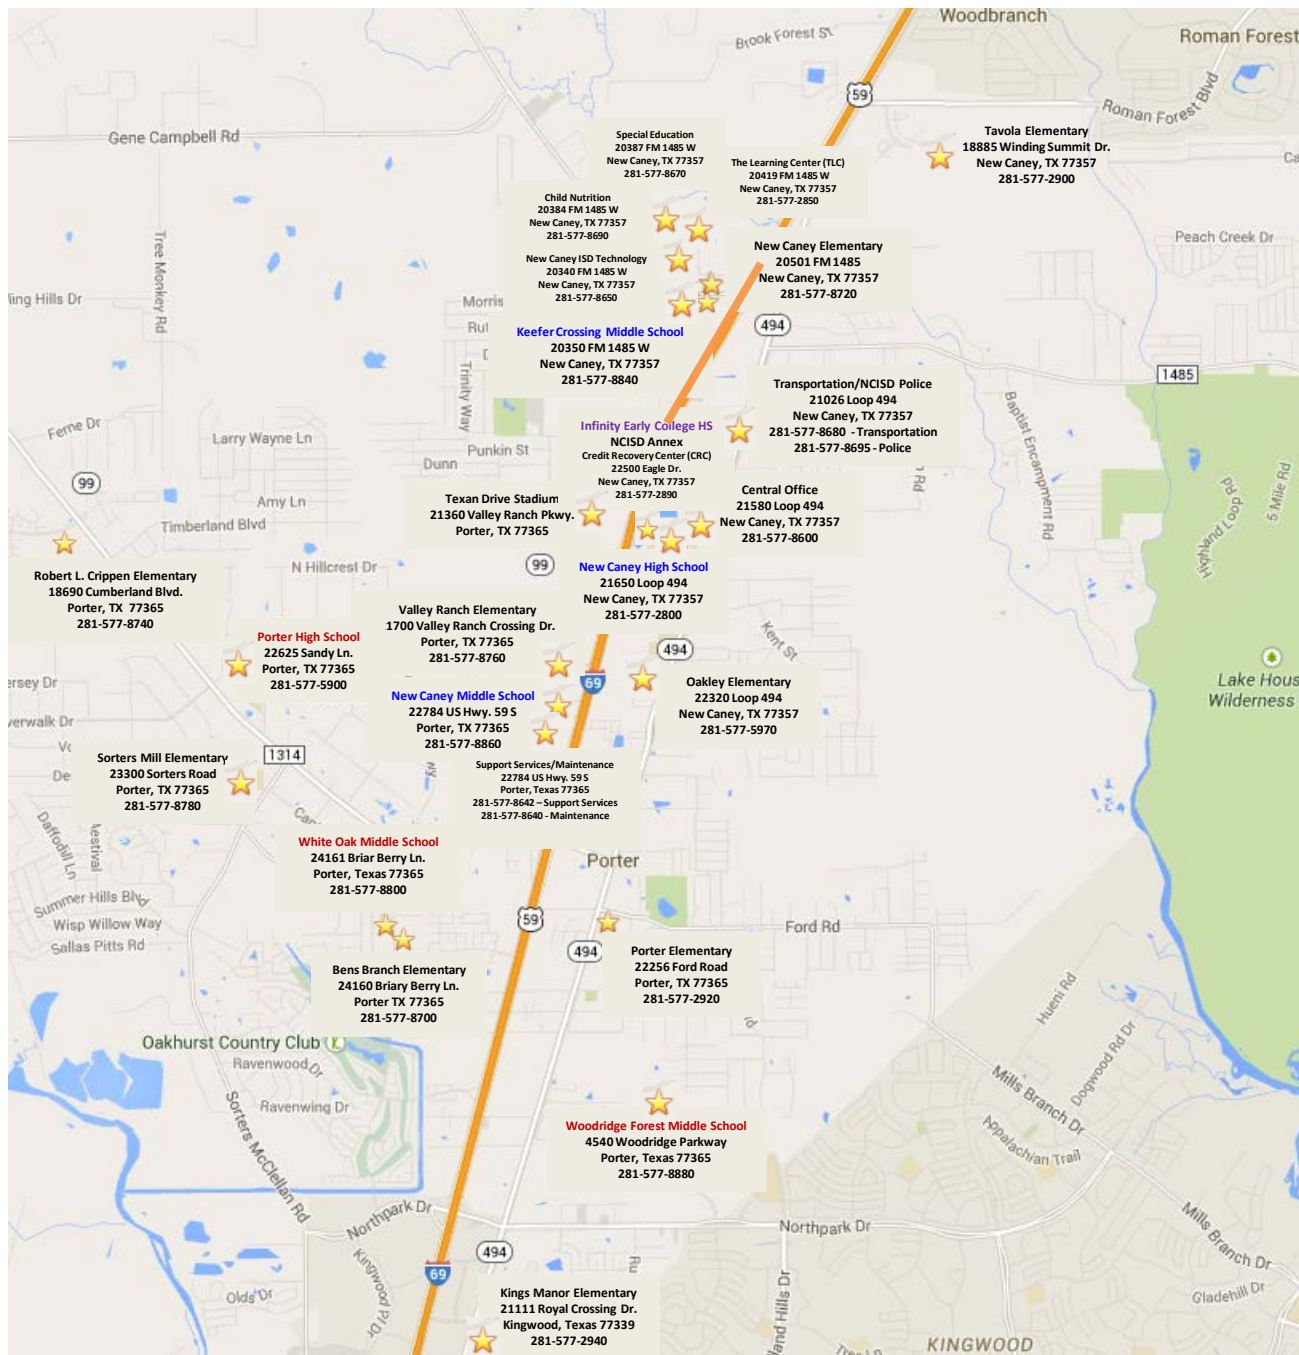 Woodbranch
Roman Forest
Brook Forest St
59
Roman Forest Blvd
Gene Campbell Rd
Special Education
20387 FM 1485 W
New Caney, TX 77357
281-577-8670
The Learning Center (TLC)
20419 FM 1485 W
New Caney, TX 77357
281-577-2850
Tavola Elementary
18885 Winding Summit Dr.
New Caney, TX 77357
281-577-2900
Ca
Child Nutrition
20384 FM 1485 W
New Caney, TX 77357
281-577-8690
New Caney ISD Technology
20340 FM 1485 W
New Caney, TX 77357
281-577-8650
New Caney Elementary
20501 FM 1485
New Caney, TX 77357
281-577-8720
Peach Creek Dr
Tree Monkey Rd
ing Hills Dr
Morris
Rut
Trinity Way
Keefer Crossing Middle School
20350 FM 1485 W
New Caney, TX 77357
281-577-8840
494
1485
Transportation/NCISD Police
21026 Loop 494
New Caney, TX 77357
281-577-8680 - Transportation
281-577-8695 - Police
Baptist Encampment Rd
Rd
Highland Loop Rd
5 Mile Rd
Ferne Dr
Larry Wayne Ln
Punkin St
Dunn
99
Amy Ln
Timberland Blvd
Infinity Early College HS
NCISD Annex
Credit Recovery Center (CRC)
22500 Eagle Dr.
New Caney, TX 77357
281-577-2890
Texan Drive Stadium
21360 Valley Ranch Pkwy.
Porter, TX 77365
Central Office
21580 Loop 494
New Caney, TX 77357
281-577-8600
N Hillcrest Dr
99
Robert L. Crippen Elementary
18690 Cumberland Blvd.
Porter, TX 77365
281-577-8740
New Caney High School
21650 Loop 494
New Caney, TX 77357
281-577-2800
Valley Ranch Elementary
1700 Valley Ranch Crossing Dr.
Porter, TX 77365
281-577-8760
Porter High School
22625 Sandy Ln.
Porter, TX 77365
281-577-5900
Kent St
494
69
Oakley Elementary
22320 Loop 494
New Caney, TX 77357
281-577-5970
Lake Hous
Wilderness
ersey Dr
verwalk Dr
New Caney Middle School
22784 US Hwy. 59 S
Porter, TX 77365
281-577-8860
1314
Sorters Mill Elementary
23300 Sorters Road
Porter, TX 77365
281-577-8780
De
Support Services/Maintenance
22784 US Hwy. 59 S
Porter, Texas 77365
281-577-8642 – Support Services
281-577-8640 - Maintenance
Daffodil Ln
estival
White Oak Middle School
24161 Briar Berry Ln.
Porter, Texas 77365
281-577-8800
Porter
Summer Hills Blvd
Wisp Willow Way
Sallas Pitts Rd
59
494
Ford Rd
Porter Elementary
22256 Ford Road
Porter, TX 77365
281-577-2920
Bens Branch Elementary
24160 Briary Berry Ln.
Porter TX 77365
281-577-8700
Hueni Rd
Dogwood Rd Dr
Oakhurst Country Club
Ravenwood Dr
Ravenwing Dr
Sorters McClellan Rd
Mills Branch Dr
Appalachian Trail
Woodridge Forest Middle School
4540 Woodridge Parkway
Porter, Texas 77365
281-577-8880
Northpark Dr
Northpark Dr
Mills Branch Dr
494
69
Kingwood Pl Dr
Olds Dr
Ru
land Hills Dr
Gladehill Dr
Kings Manor Elementary
21111 Royal Crossing Dr.
Kingwood, Texas 77339
281-577-2940
KINGWOOD